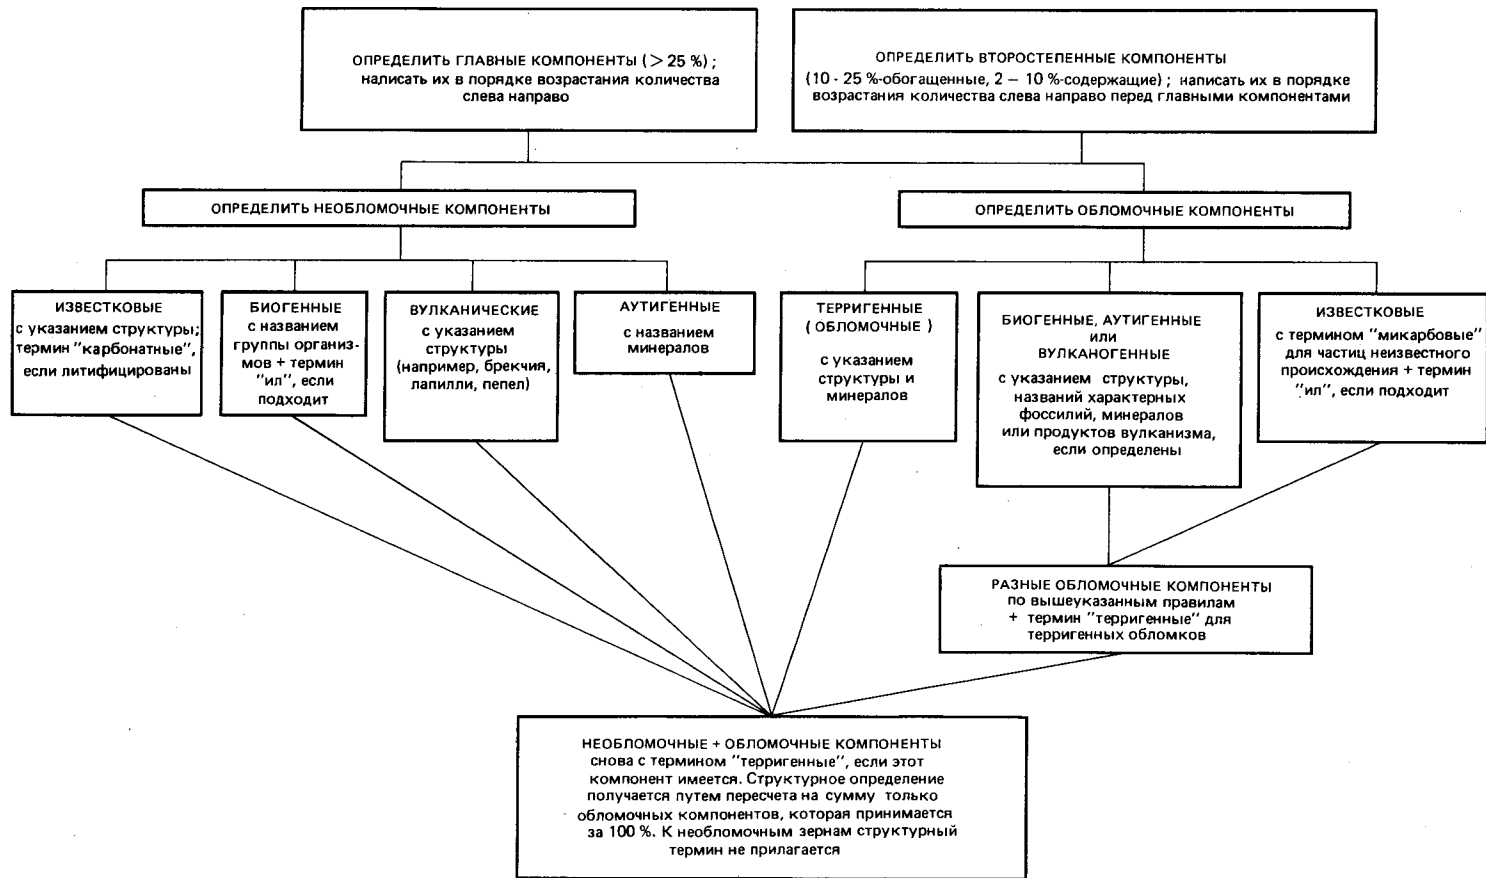 ОПРЕДЕЛИТЬ ГЛАВНЫЕ КОМПОНЕНТЫ (> 25 %) ;
написать их в порядке возрастания количества
слева направо
ОПРЕДЕЛИТЬ ВТОРОСТЕПЕННЫЕ КОМПОНЕНТЫ
(10 - 25 %-обогащенные, 2 – 10 %-содержащие) ; написать их в порядке
возрастания количества слева направо перед главными компонентами
ОПРЕДЕЛИТЬ НЕОБЛОМОЧНЫЕ КОМПОНЕНТЫ
ОПРЕДЕЛИТЬ ОБЛОМОЧНЫЕ КОМПОНЕНТЫ
ИЗВЕСТКОВЫЕ
с указанием структуры;
термин "карбонатные",
если литифицированы
БИОГЕННЫЕ
с названием
группы организ-
мов + термин
"ил", если
подходит
ВУЛКАНИЧЕСКИЕ
с указанием
структуры
(например, брекчия,
лапилли, пепел)
АУТИГЕННЫЕ
с названием
минералов
ТЕРРИГЕННЫЕ
( ОБЛОМОЧНЫЕ )
с указанием
структуры и
минералов
БИОГЕННЫЕ, АУТИГЕННЫЕ
или
ВУЛКАНОГЕННЫЕ
с указанием структуры,
названий характерных
фоссилий, минералов
или продуктов вулканизма,
если определены
ИЗВЕСТКОВЫЕ
с термином "микарбовые"
для частиц неизвестного
происхождения + термин
"ил", если подходит
РАЗНЫЕ ОБЛОМОЧНЫЕ КОМПОНЕНТЫ
по вышеуказанным правилам
+ термин "терригенные" для
терригенных обломков
НЕОБЛОМОЧНЫЕ + ОБЛОМОЧНЫЕ КОМПОНЕНТЫ
снова с термином "терригенные", если этот
компонент имеется. Структурное определение
получается путем пересчета на сумму только
обломочных компонентов, которая принимается
за 100 %. К необломочным зернам структурный
термин не прилагается